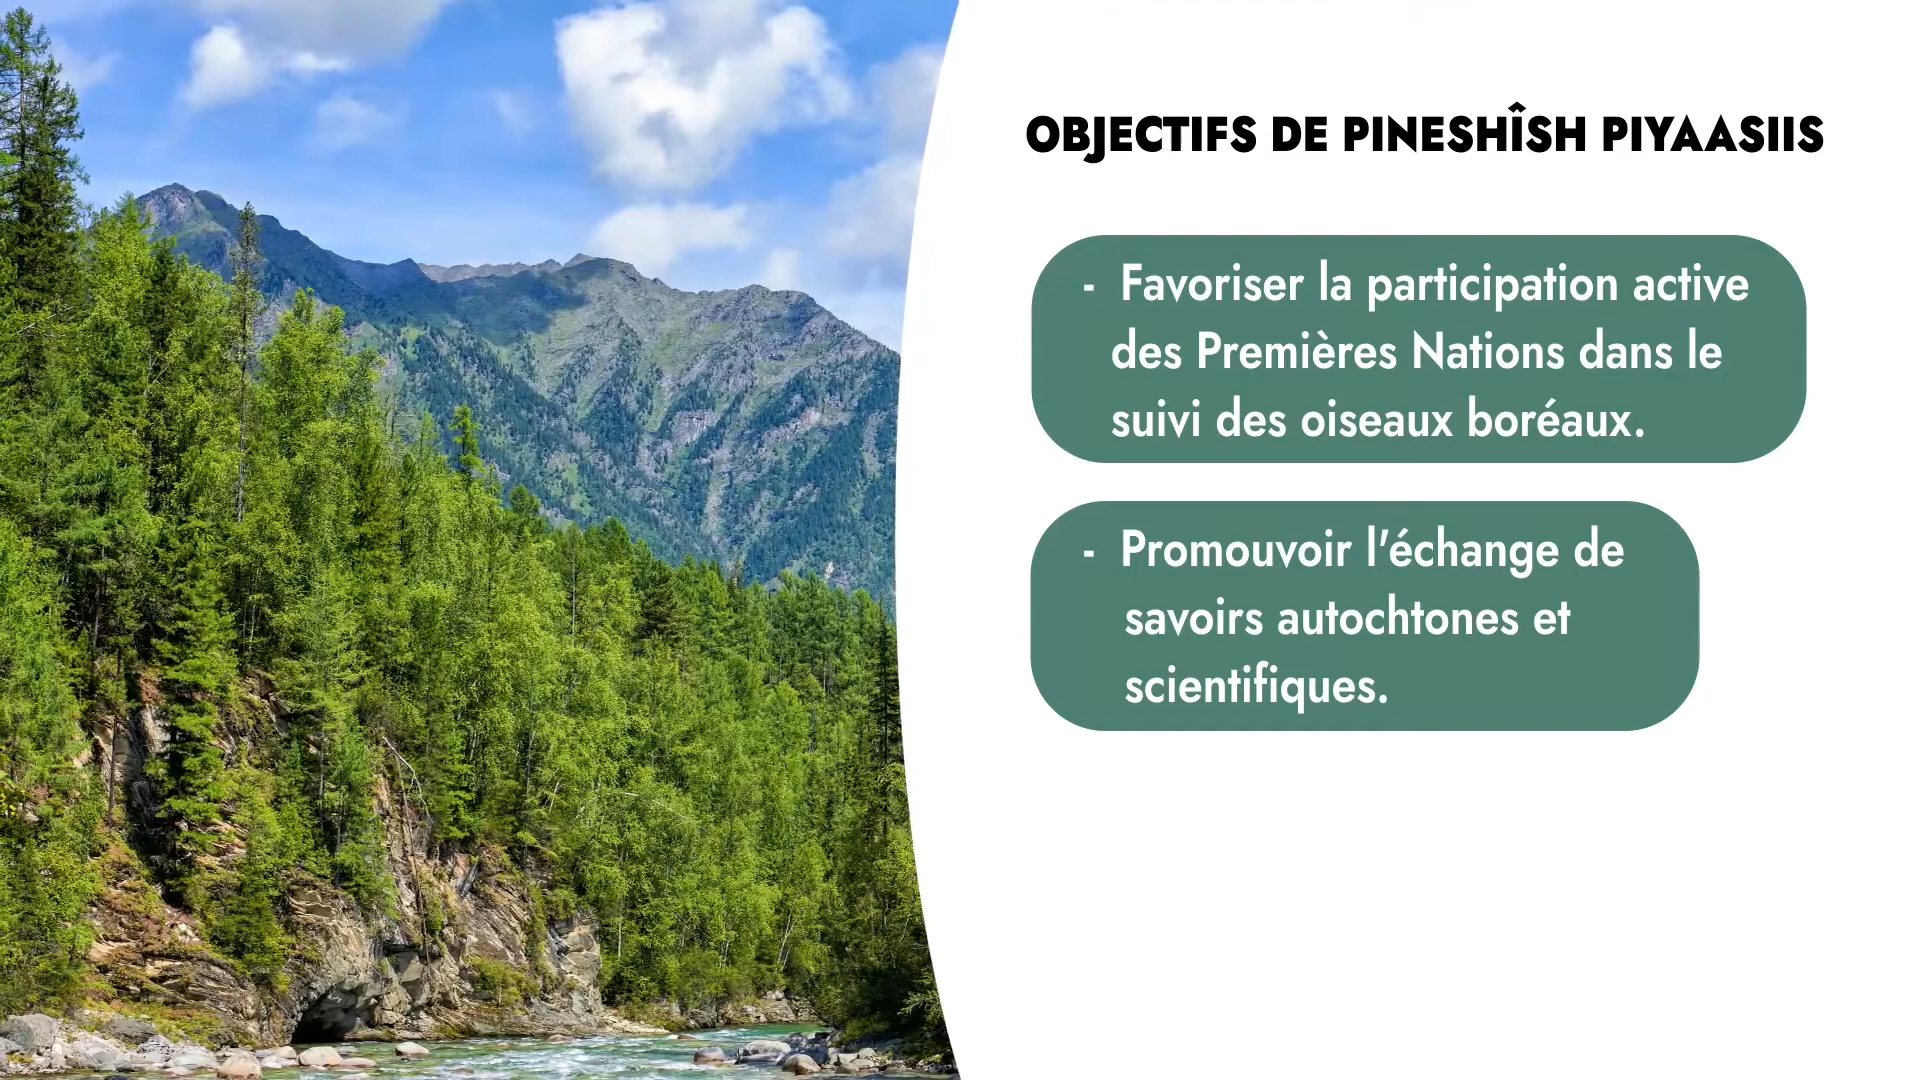 OBJECTIFS DE PINESHÎSH PIYAASIIS
- Favoriser la participation active
des Premières Nations dans le
suivi des oiseaux boréaux.
- Promouvoir l'échange de
savoirs autochtones et
scientifiques.